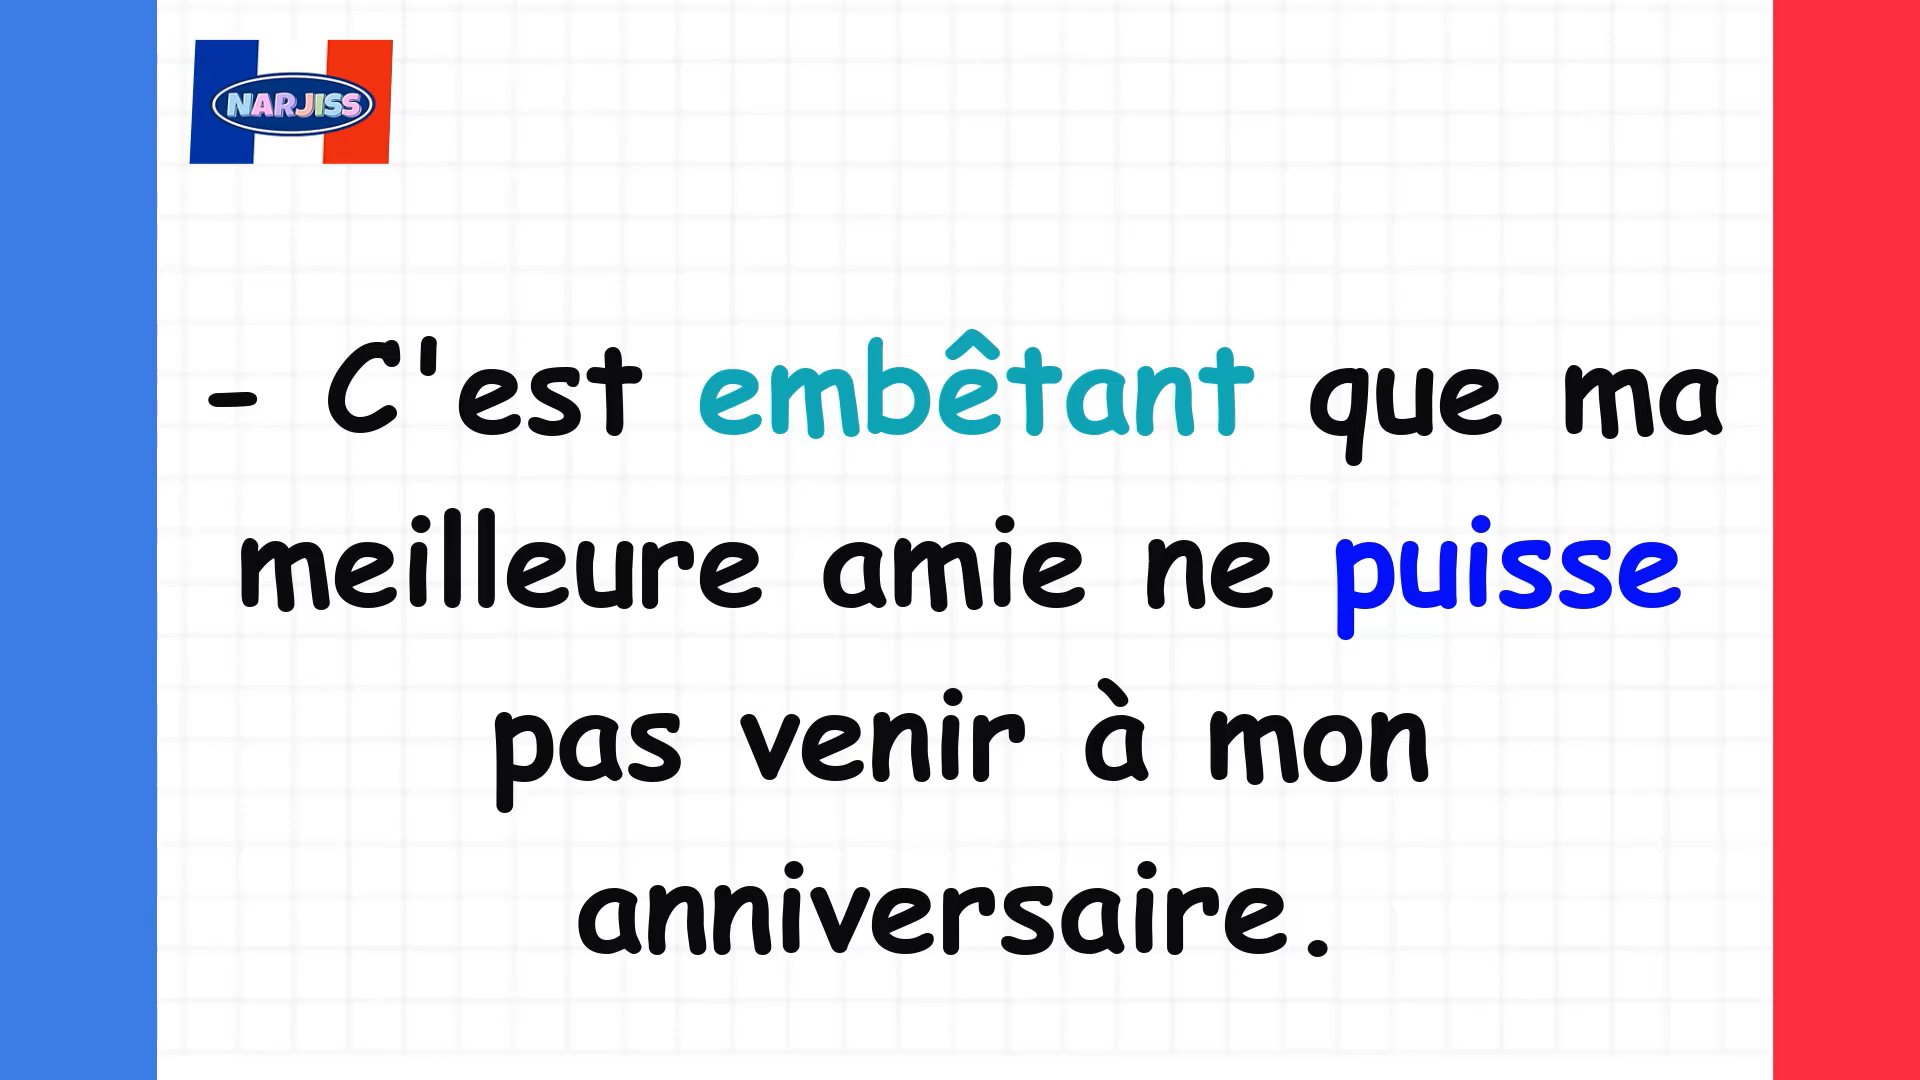 NARJISS
- C'est embêtant que ma
meilleure amie ne puisse
pas venir à mon
anniversaire.